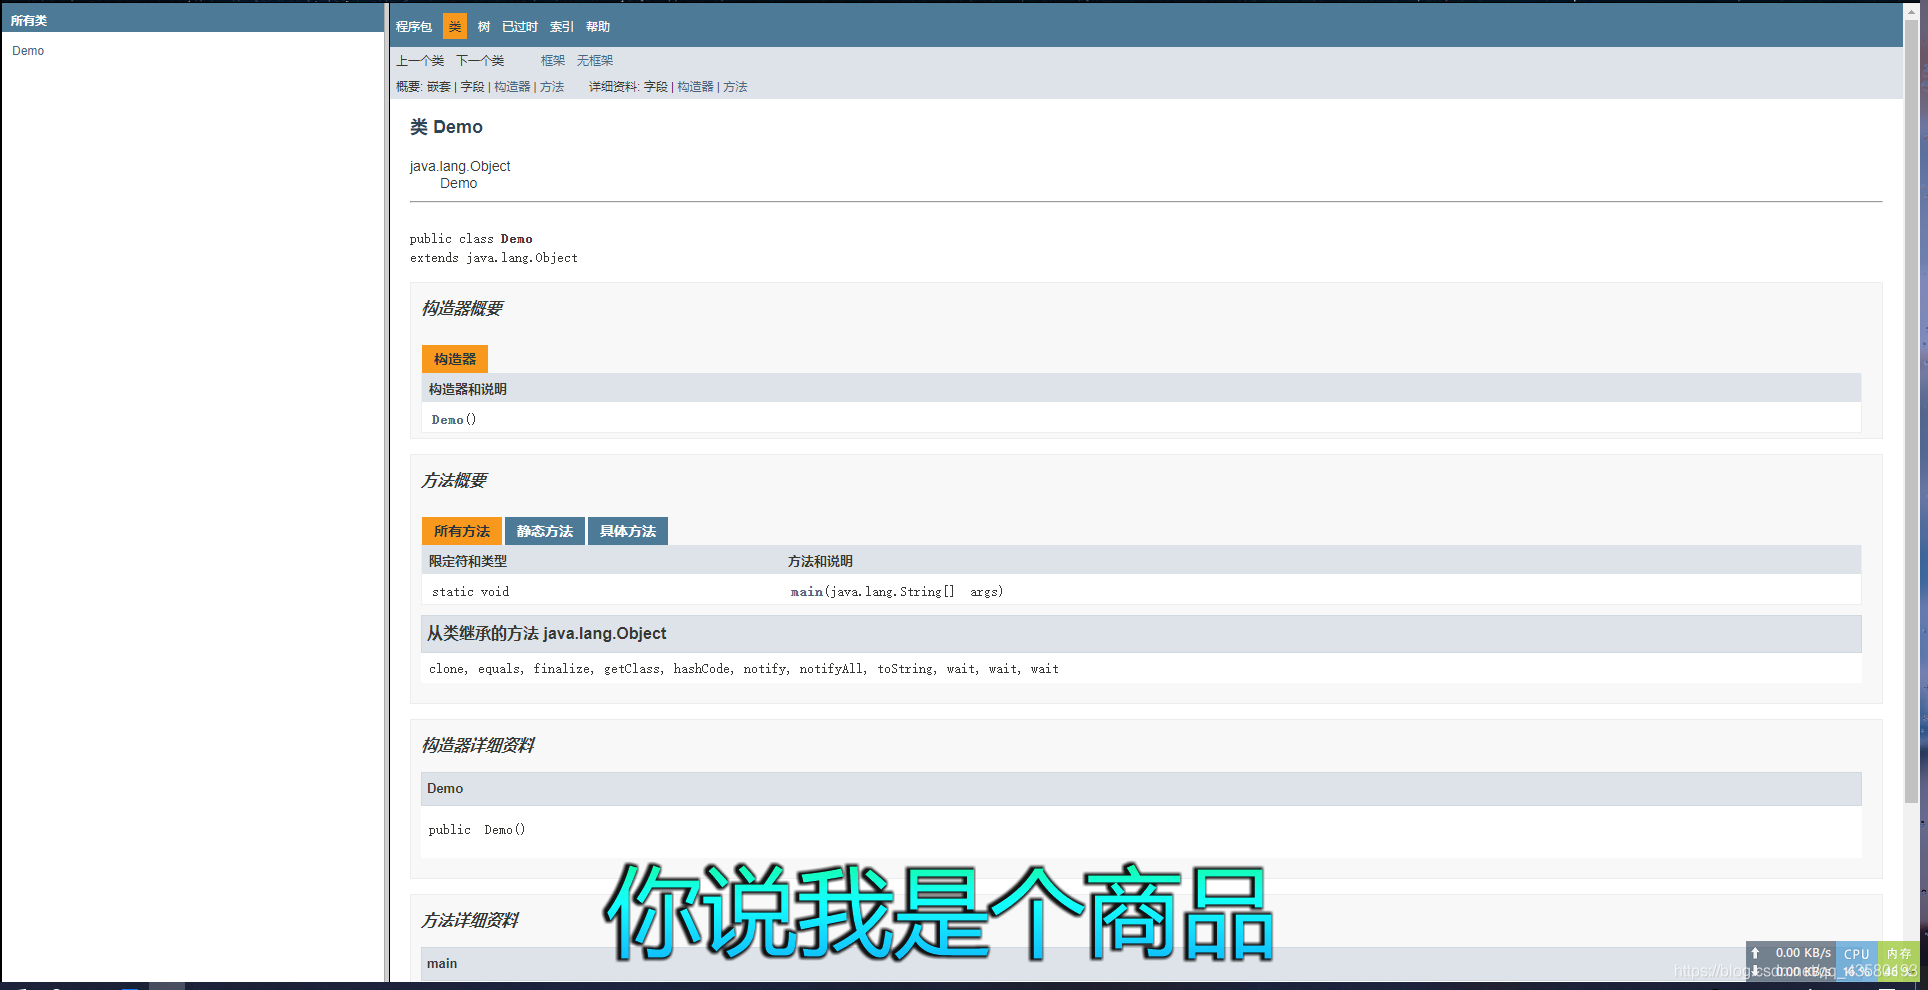 所有类
Demo
程序包 类 树 已过时 索引 帮助
上一个类 下一个类 框架 无框架
概要: 嵌套 | 字段 | 构造器 | 方法 详细资料: 字段 | 构造器 | 方法
类 Demo
java.lang.Object
Demo
public class Demo
extends java.lang.Object
构造器概要
构造器
构造器和说明
Demo()
方法概要
所有方法 静态方法 具体方法
限定符和类型 方法和说明
static void main(java.lang.String[] args)
从类继承的方法 java.lang.Object
clone, equals, finalize, getClass, hashCode, notify, notifyAll, toString, wait, wait, wait
构造器详细资料
Demo
public Demo()
你说我是个商品
方法详细资料
main
0.00 KB/s CPU 内存
0.00 KB/s
https://blog.csdn.net/qq_43580193